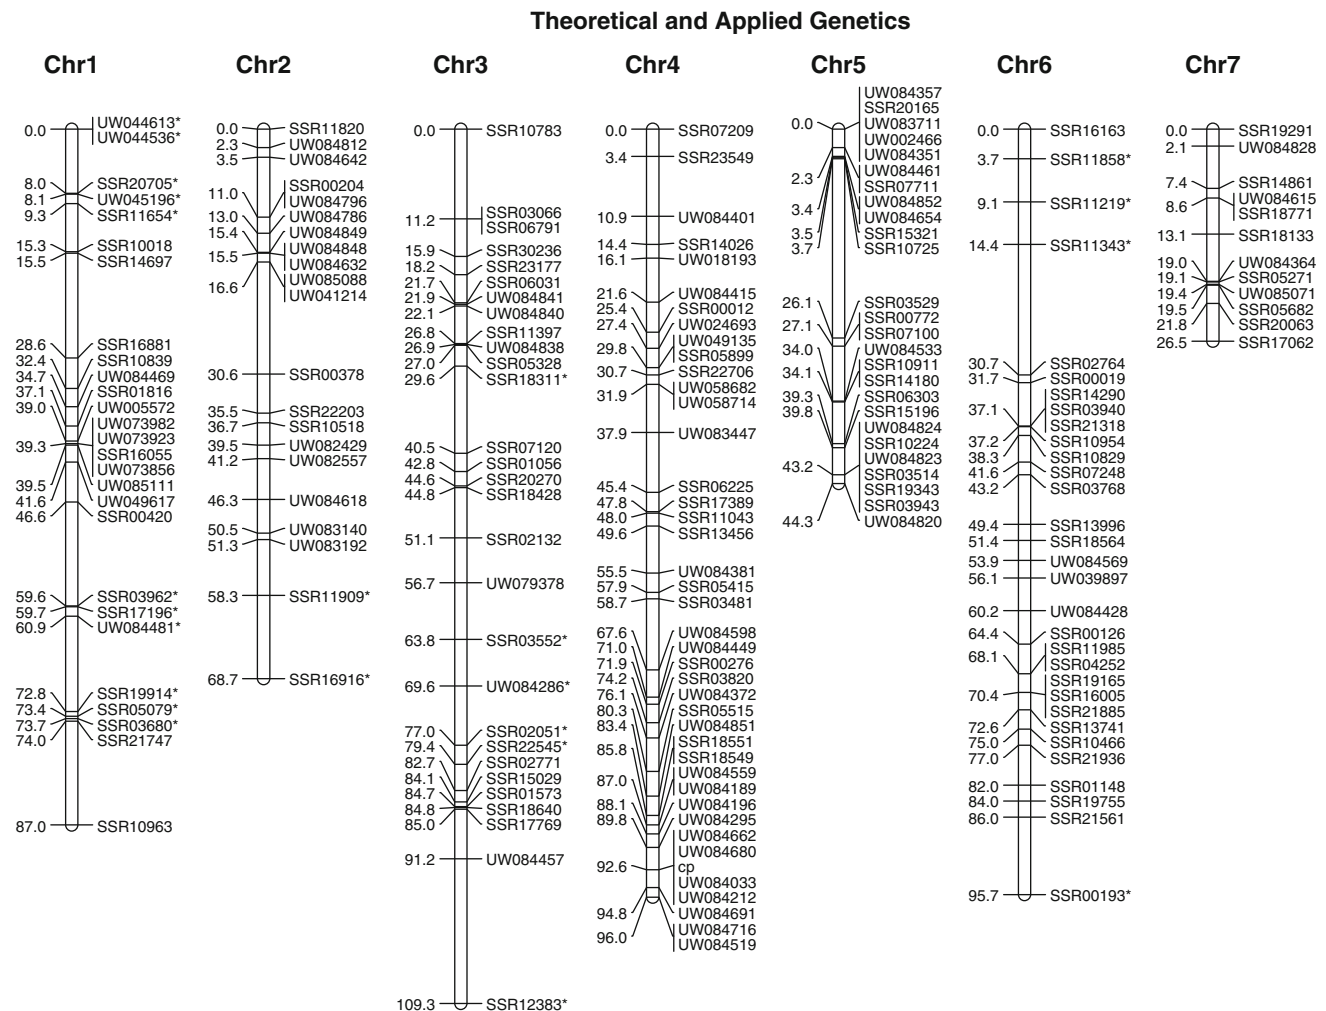 Theoretical and Applied Genetics
Chr1
0.0 UW044613*
UW044536*
8.0 SSR20705*
8.1 UW045196*
9.3 SSR11654*
15.3 SSR10018
15.5 SSR14697
28.6 SSR16881
32.4 SSR10839
34.7 UW084469
37.1 SSR01816
39.0 UW005572
UW073982
UW073923
39.3 SSR16055
UW073856
39.5 UW085111
41.6 UW049617
46.6 SSR00420
59.6 SSR03962*
59.7 SSR17196*
60.9 UW084481*
72.8 SSR19914*
73.4 SSR05079*
73.7 SSR03680*
74.0 SSR21747
87.0 SSR10963
Chr2
0.0 SSR11820
2.3 UW084812
3.5 UW084642
11.0 SSR00204
UW084796
13.0 UW084786
15.4 UW084849
15.5 UW084848
UW084632
16.6 UW085088
UW041214
30.6 SSR00378
35.5 SSR22203
36.7 SSR10518
39.5 UW082429
41.2 UW082557
46.3 UW084618
50.5 UW083140
51.3 UW083192
58.3 SSR11909*
68.7 SSR16916*
Chr3
0.0 SSR10783
11.2 SSR03066
SSR06791
15.9 SSR30236
18.2 SSR23177
21.7 SSR06031
21.9 UW084841
22.1 UW084840
26.8 SSR11397
26.9 UW084838
27.0 SSR05328
29.6 SSR18311*
40.5 SSR07120
42.8 SSR01056
44.6 SSR20270
44.8 SSR18428
51.1 SSR02132
56.7 UW079378
63.8 SSR03552*
69.6 UW084286*
77.0 SSR02051*
79.4 SSR22545*
82.7 SSR02771
84.1 SSR15029
84.7 SSR01573
84.8 SSR18640
85.0 SSR17769
91.2 UW084457
109.3 SSR12383*
Chr4
0.0 SSR07209
3.4 SSR23549
10.9 UW084401
14.4 SSR14026
16.1 UW018193
21.6 UW084415
25.4 SSR00012
27.4 UW024693
29.8 UW049135
SSR05899
30.7 SSR22706
31.9 UW058682
UW058714
37.9 UW083447
45.4 SSR06225
47.8 SSR17389
48.0 SSR11043
49.6 SSR13456
55.5 UW084381
57.9 SSR05415
58.7 SSR03481
67.6 UW084598
71.0 UW084449
71.9 SSR00276
74.2 SSR03820
76.1 UW084372
80.3 SSR05515
83.4 UW084851
85.8 SSR18551
SSR18549
87.0 UW084559
UW084189
88.1 UW084196
89.8 UW084295
UW084662
UW084680
92.6 cp
UW084033
UW084212
94.8 UW084691
96.0 UW084716
UW084519
Chr5
UW084357
SSR20165
0.0 UW083711
UW002466
UW084351
2.3 UW084461
SSR07711
3.4 UW084852
UW084654
3.5 SSR15321
3.7 SSR10725
26.1 SSR03529
27.1 SSR00772
SSR07100
34.0 UW084533
34.1 SSR10911
SSR14180
39.3 SSR06303
39.8 SSR15196
UW084824
SSR10224
43.2 UW084823
SSR03514
SSR19343
SSR03943
44.3 UW084820
Chr6
0.0 SSR16163
3.7 SSR11858*
9.1 SSR11219*
14.4 SSR11343*
30.7 SSR02764
31.7 SSR00019
SSR14290
37.1 SSR03940
SSR21318
37.2 SSR10954
38.3 SSR10829
41.6 SSR07248
43.2 SSR03768
49.4 SSR13996
51.4 SSR18564
53.9 UW084569
56.1 UW039897
60.2 UW084428
64.4 SSR00126
68.1 SSR11985
SSR04252
SSR19165
70.4 SSR16005
SSR21885
72.6 SSR13741
75.0 SSR10466
77.0 SSR21936
82.0 SSR01148
84.0 SSR19755
86.0 SSR21561
95.7 SSR00193*
Chr7
0.0 SSR19291
2.1 UW084828
7.4 SSR14861
8.6 UW084615
SSR18771
13.1 SSR18133
19.0 UW084364
19.1 SSR05271
19.4 UW085071
19.5 SSR05682
21.8 SSR20063
26.5 SSR17062